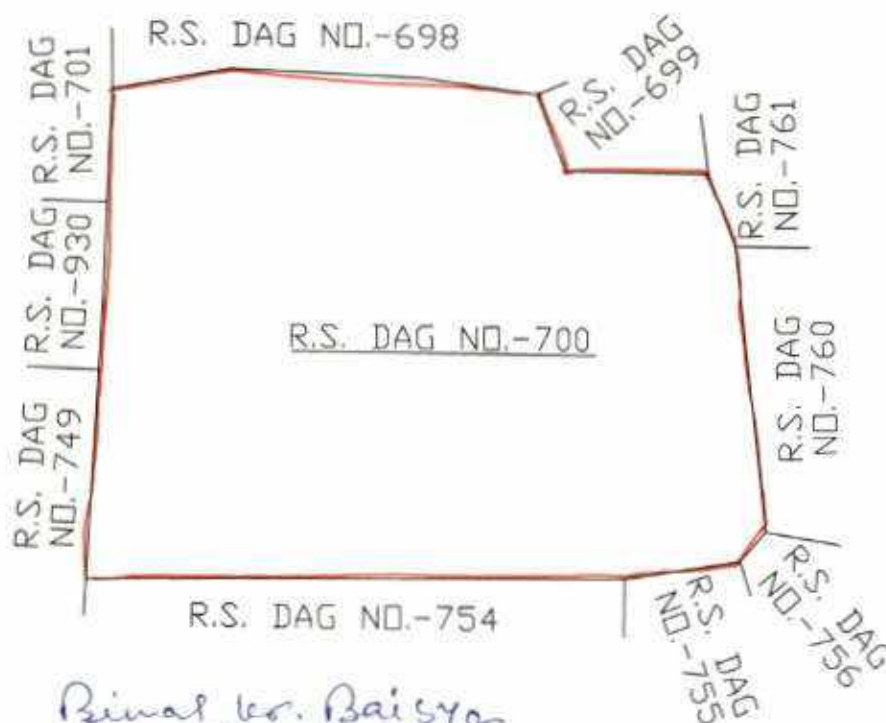 R.S. DAG NO.-698
R.S. DAG
NO.-699
R.S. DAG
NO.-701
R.S. DAG
NO.-761
R.S. DAG
NO.-930
R.S. DAG NO.-700
R.S. DAG
NO.-760
R.S. DAG
NO.-749
R.S. DAG NO.-754
R.S. DAG
NO.-755
R.S. DAG
NO.-756
Bimal Kr. Baisya